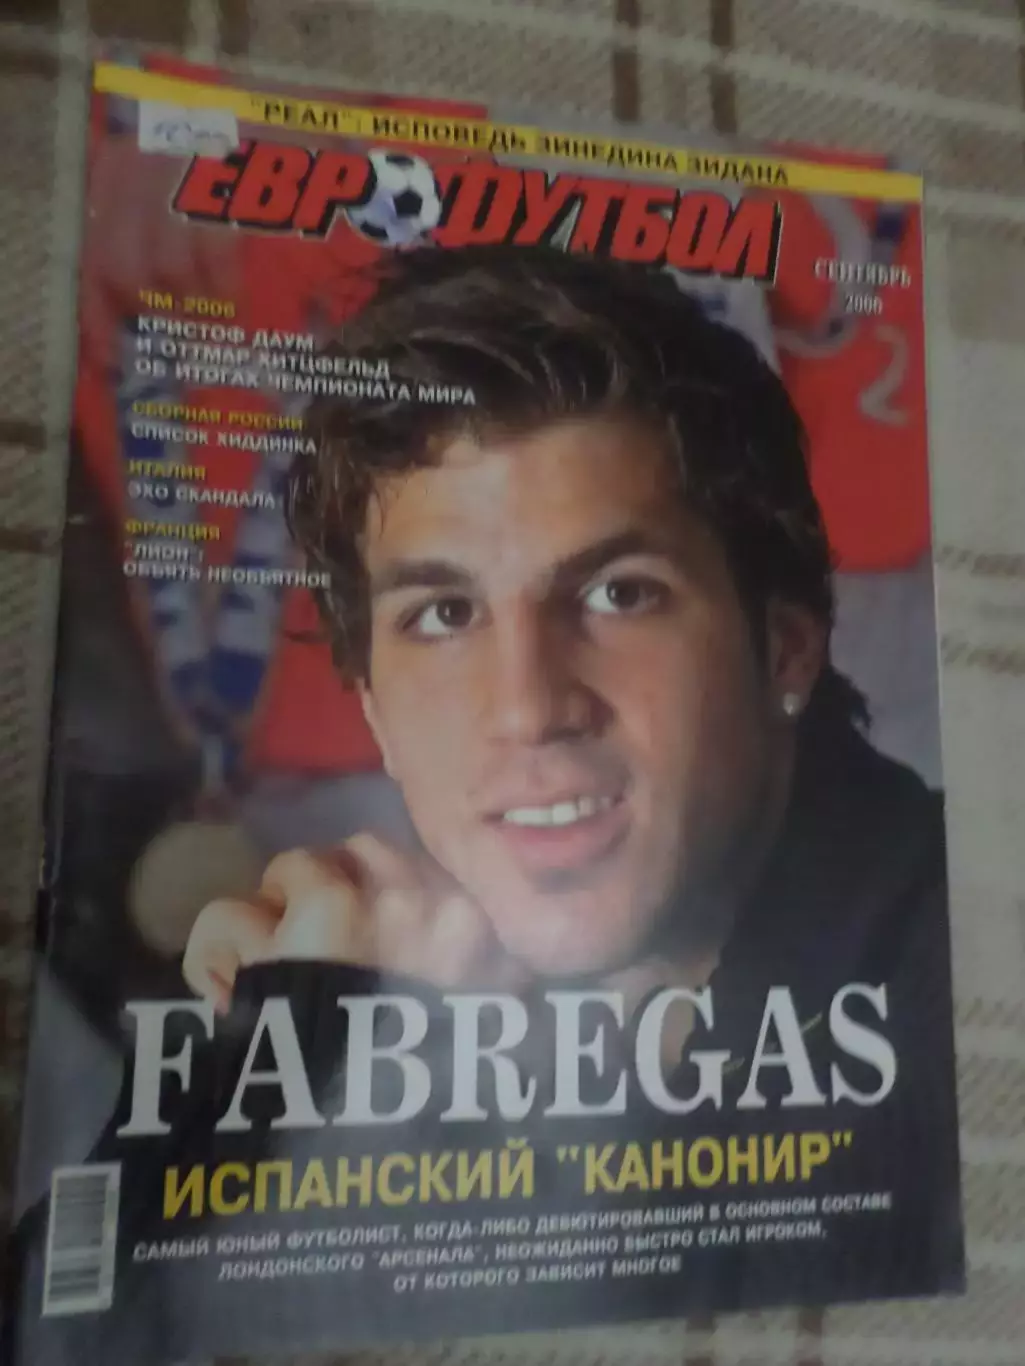 "РЕАЛ": ИСПОВЕДЬ ЗИНЕДИНА ЗИДАНА
ЕВРОФУТБОЛ
СЕНТЯБРЬ
2006
ЧМ-2006
КРИСТОФ ДАУМ
И ОТТМАР ХИТЦФЕЛЬД
ОБ ИТОГАХ ЧЕМПИОНАТА МИРА
СБОРНАЯ РОССИИ
СПИСОК ХИДДИНКА
ИТАЛИЯ
ЭХО СКАНДАЛА
ФРАНЦИЯ
"ЛИОН":
ОБЪЯТЬ НЕОБЪЯТНОЕ
2
FABREGAS
ИСПАНСКИЙ "КАНОНИР"
САМЫЙ ЮНЫЙ ФУТБОЛИСТ, КОГДА-ЛИБО ДЕБЮТИРОВАВШИЙ В ОСНОВНОМ СОСТАВЕ
ЛОНДОНСКОГО "АРСЕНАЛА", НЕОЖИДАННО БЫСТРО СТАЛ ИГРОКОМ,
ОТ КОТОРОГО ЗАВИСИТ МНОГОЕ